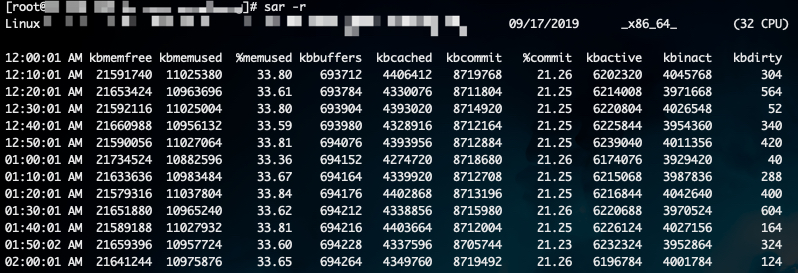 [root@ ]# sar -r
Linux 09/17/2019 _x86_64_ (32 CPU)
12:00:01 AM kbmemfree kbmemused %memused kbbuffers kbcached kbcommit %commit kbactive kbinact kbdirty
12:10:01 AM 21591740 11025380 33.80 693712 4406412 8719768 21.26 6202320 4045768 304
12:20:01 AM 21653424 10963696 33.61 693784 4330076 8711804 21.25 6214008 3971668 564
12:30:01 AM 21592116 11025004 33.80 693904 4393020 8714920 21.25 6220804 4026548 52
12:40:01 AM 21660988 10956132 33.59 693980 4328916 8712164 21.25 6225844 3954360 340
12:50:01 AM 21590056 11027064 33.81 694076 4393956 8712884 21.25 6239040 4011356 420
01:00:01 AM 21734524 10882596 33.36 694152 4274720 8718680 21.26 6174076 3929420 40
01:10:01 AM 21633636 10983484 33.67 694164 4339920 8712708 21.25 6215068 3987836 288
01:20:01 AM 21579316 11037804 33.84 694176 4402868 8713196 21.25 6216844 4042640 400
01:30:01 AM 21651880 10965240 33.62 694212 4338856 8715980 21.26 6220688 3970524 604
01:40:01 AM 21589188 11027932 33.81 694216 4403664 8712004 21.25 6226124 4027156 164
01:50:02 AM 21659396 10957724 33.60 694228 4337596 8705744 21.23 6232324 3952864 324
02:00:01 AM 21641244 10975876 33.65 694264 4349760 8719492 21.26 6196784 4001784 124